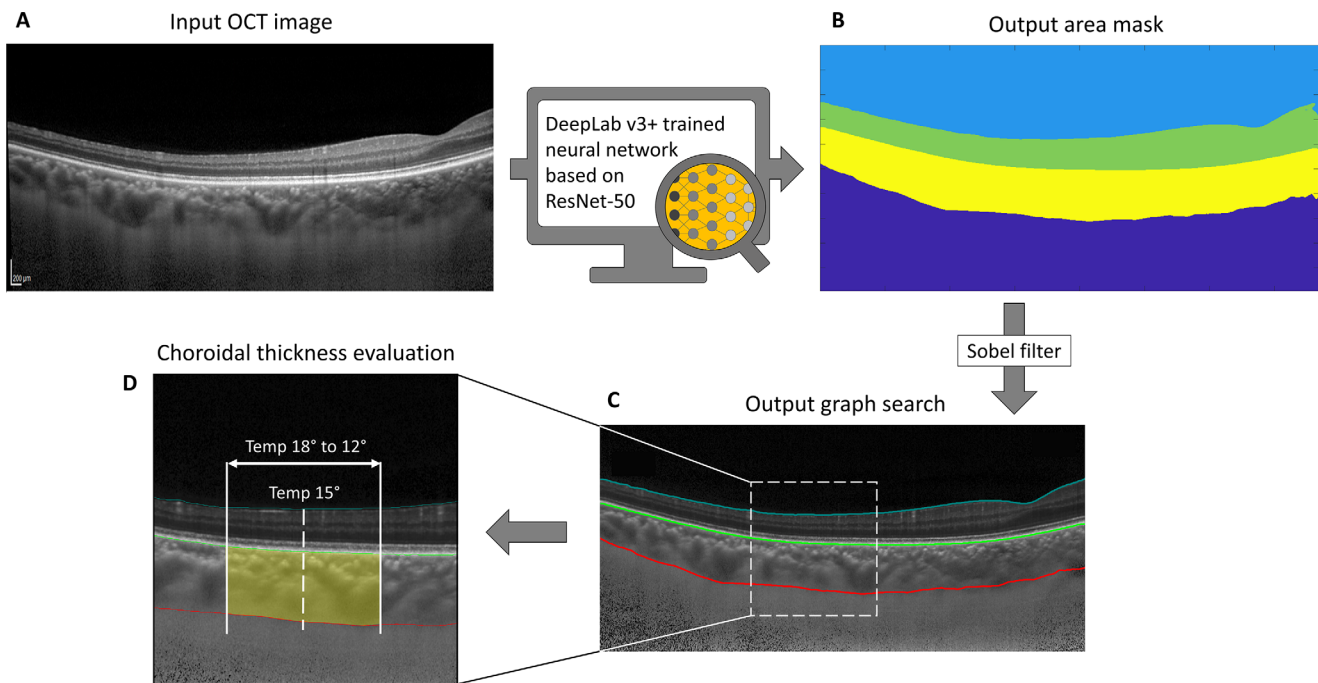 A
Input OCT image
200 µm
DeepLab v3+ trained
neural network
based on
ResNet-50
B
Output area mask
Sobel filter
C
Output graph search
Choroidal thickness evaluation
D
Temp 18° to 12°
Temp 15°